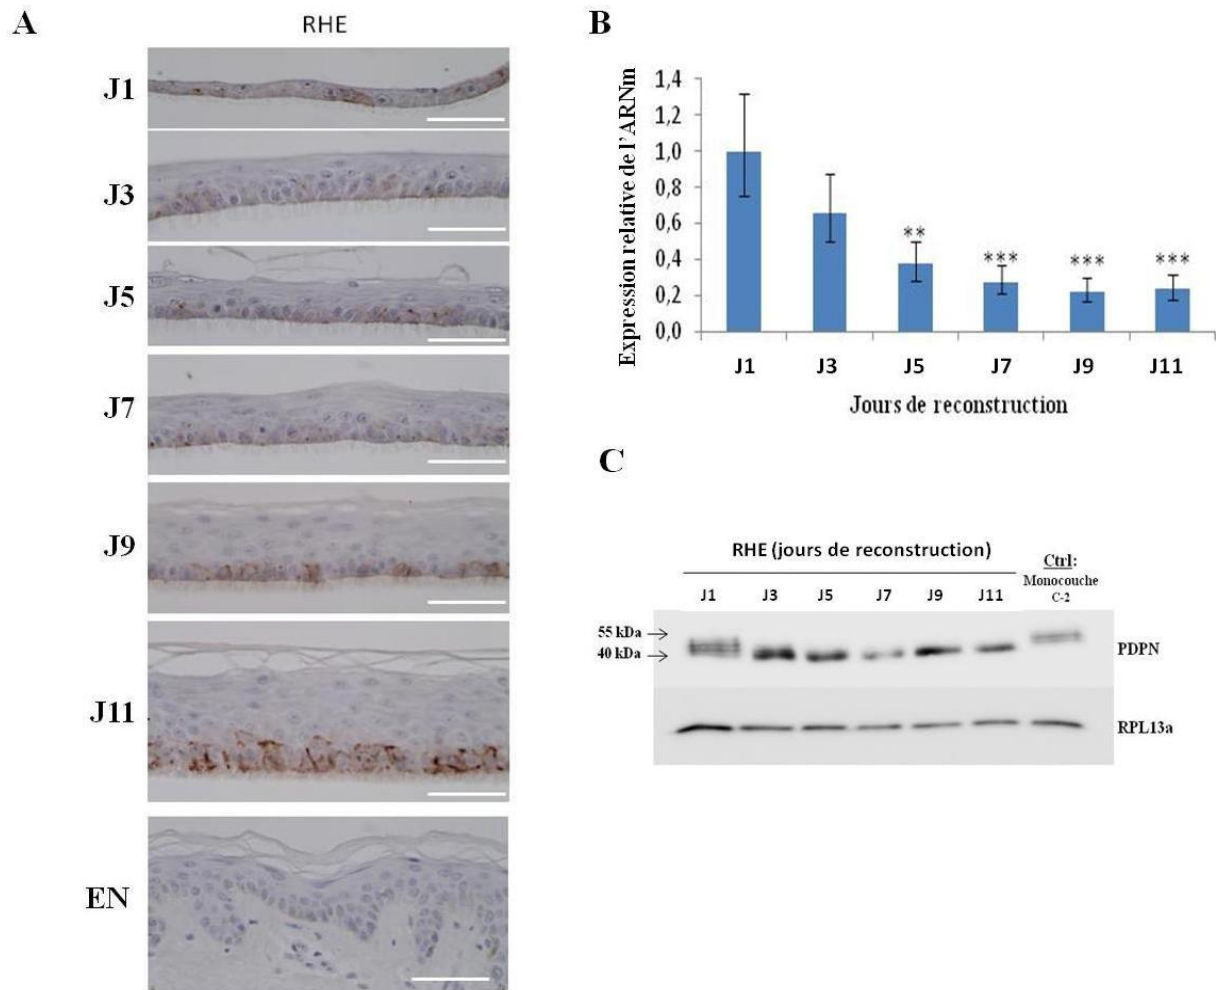 A
RHE
J1
J3
J5
J7
J9
J11
EN
B
Expression relative de l'ARNm
1,4
1,2
1,0
0,8
0,6
0,4
0,2
0,0
**
***
***
***
J1 J3 J5 J7 J9 J11
Jours de reconstruction
C
RHE (jours de reconstruction)
Ctrl:
Monocouche
C-2
J1 J3 J5 J7 J9 J11
55 kDa →
40 kDa →
PDPN
RPL13a